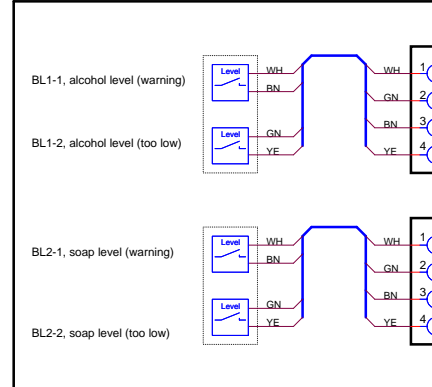 BL1-1, alcohol level (warning)
Level
WH
BN
WH
1
GN
2
BL1-2, alcohol level (too low)
Level
GN
YE
BN
3
YE
4
BL2-1, soap level (warning)
Level
WH
BN
WH
1
GN
2
BL2-2, soap level (too low)
Level
GN
YE
BN
3
YE
4